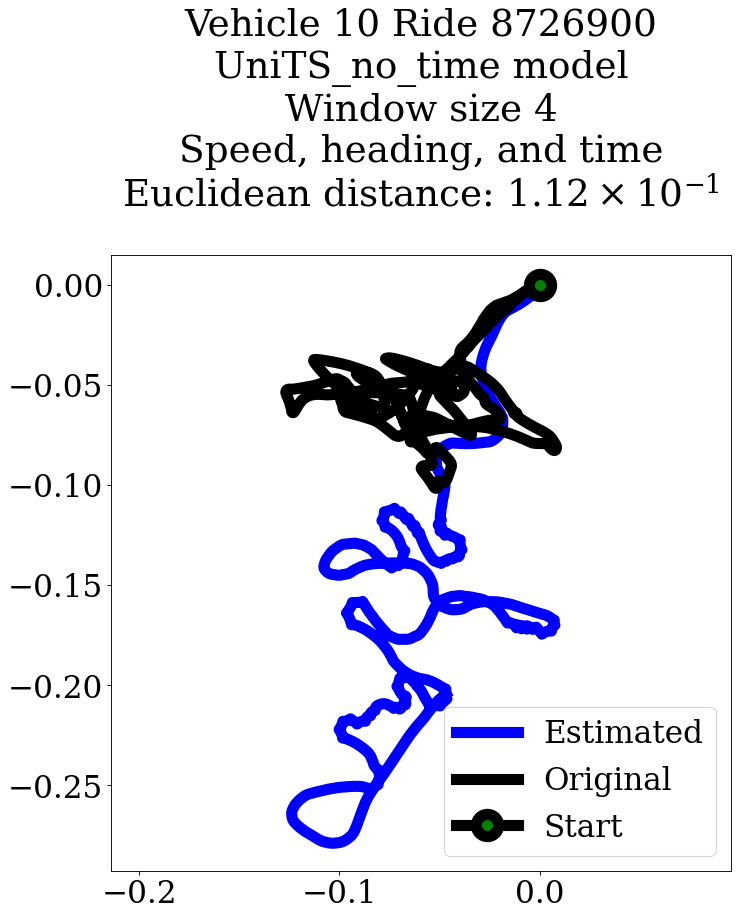 Vehicle 10 Ride 8726900
UniTS_no_time model
Window size 4
Speed, heading, and time
Euclidean distance: 1.12 × 10⁻¹
0.00
−0.05
−0.10
−0.15
−0.20
−0.25
Estimated
Original
Start
−0.2
−0.1
0.0